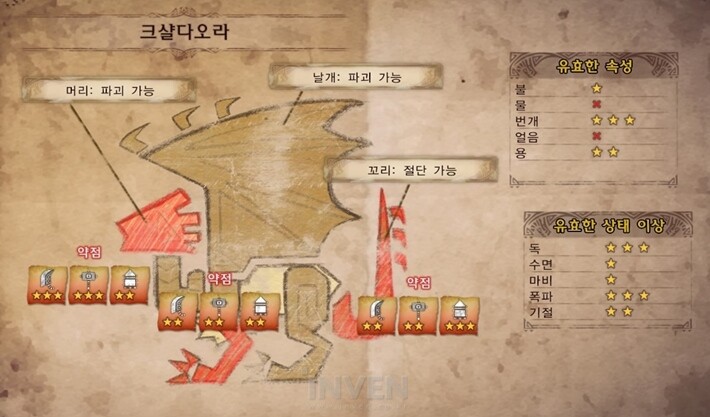 크샬다오라
머리: 파괴 가능
날개: 파괴 가능
꼬리: 절단 가능
약점
약점
약점
유효한 속성
불
물
번개
얼음
용
유효한 상태 이상
독
수면
마비
폭파
기절
INVEN